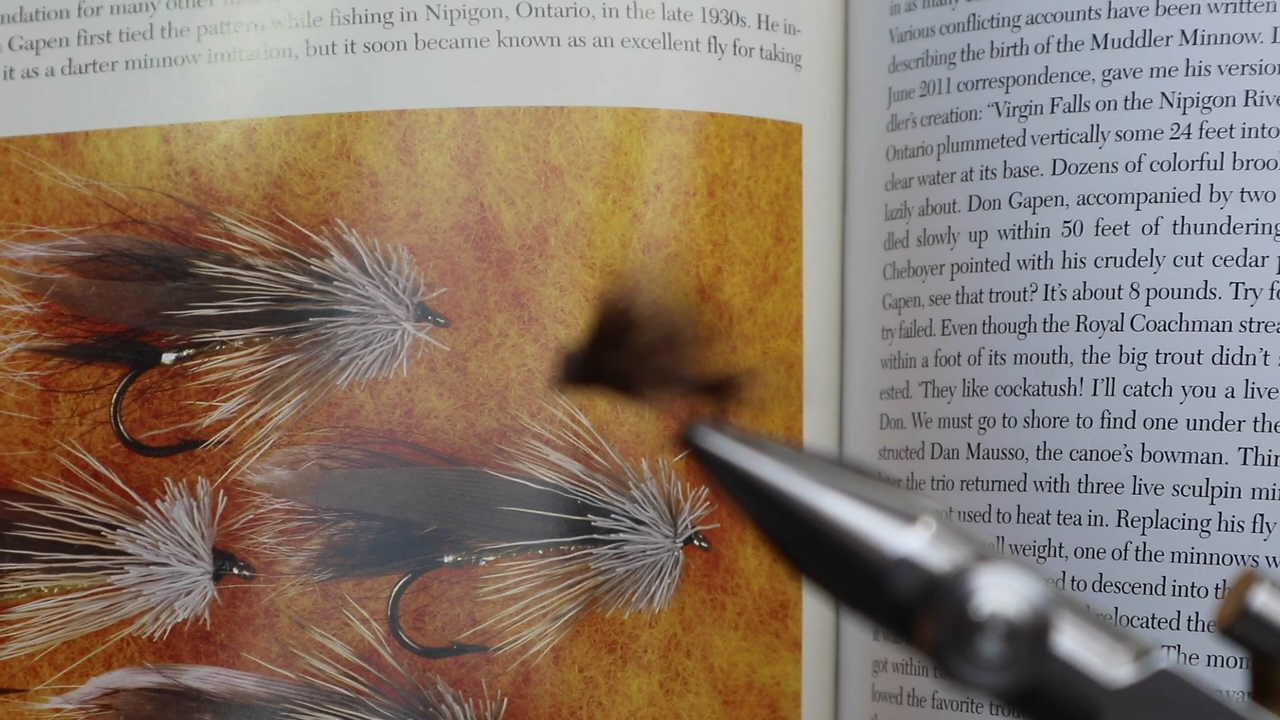 ndation for many other
Gapen first tied the pattern while fishing in Nipigon, Ontario, in the late 1930s. He in-
it as a darter minnow imitation, but it soon became known as an excellent fly for taking
in as many
Various conflicting accounts have been written
describing the birth of the Muddler Minnow.
June 2011 correspondence, gave me his version
dler's creation: “Virgin Falls on the Nipigon Rive
Ontario plummeted vertically some 24 feet into
clear water at its base. Dozens of colorful broo
lazily about. Don Gapen, accompanied by two
dled slowly up within 50 feet of thundering
Cheboyer pointed with his crudely cut cedar
Gapen, see that trout? It's about 8 pounds. Try
try failed. Even though the Royal Coachman strea
within a foot of its mouth, the big trout didn't
ested. 'They like cockatush! I'll catch you a live
Don. We must go to shore to find one under the
structed Dan Mausso, the canoe's bowman. Thir
the trio returned with three live sculpin mi
not used to heat tea in. Replacing his fly
all weight, one of the minnows w
ed to descend into th
relocated the
The mon
got within
lowed the favorite